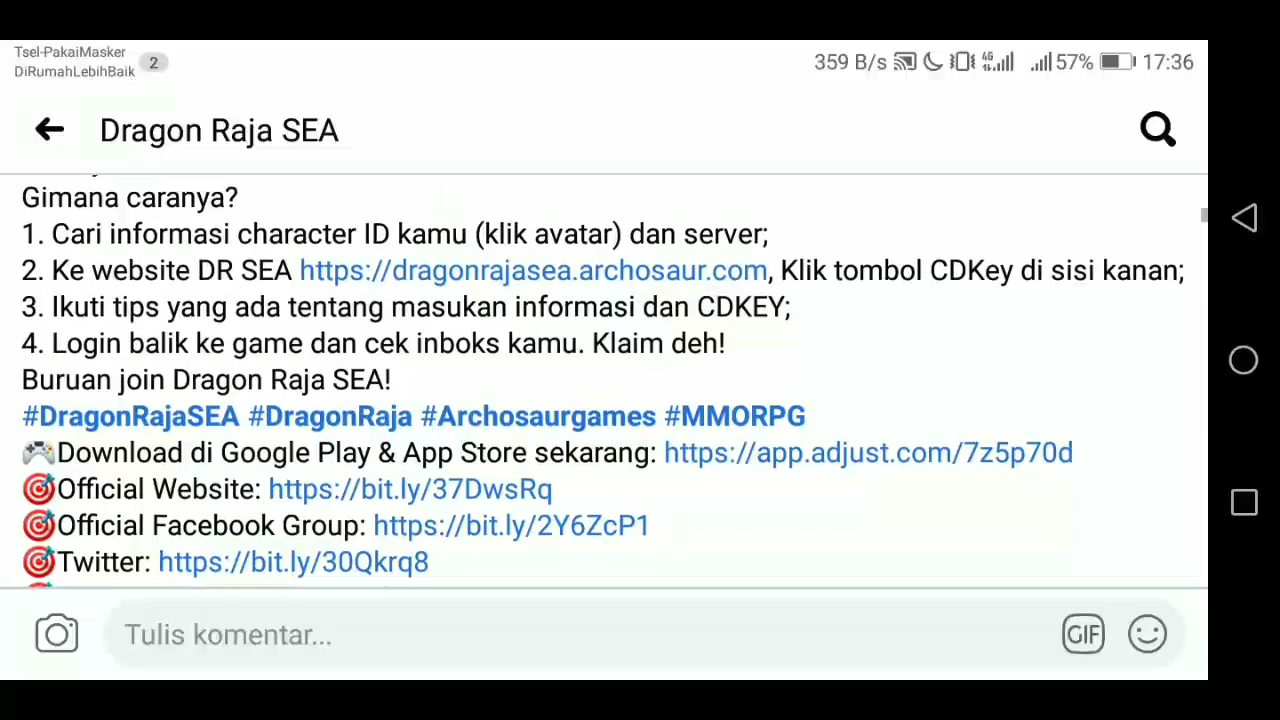 Tsel-PakaiMasker
DiRumahLebihBaik
2
359 B/s 4G 57% 17:36
Dragon Raja SEA
Gimana caranya?
1. Cari informasi character ID kamu (klik avatar) dan server;
2. Ke website DR SEA https://dragonrajasea.archosaur.com, Klik tombol CDKey di sisi kanan;
3. Ikuti tips yang ada tentang masukan informasi dan CDKEY;
4. Login balik ke game dan cek inboks kamu. Klaim deh!
Buruan join Dragon Raja SEA!
#DragonRajaSEA #DragonRaja #Archosaurgames #MMORPG
🎮Download di Google Play & App Store sekarang: https://app.adjust.com/7z5p70d
🎯Official Website: https://bit.ly/37DwsRq
🎯Official Facebook Group: https://bit.ly/2Y6ZcP1
🎯Twitter: https://bit.ly/30Qkrq8
Tulis komentar...
GIF